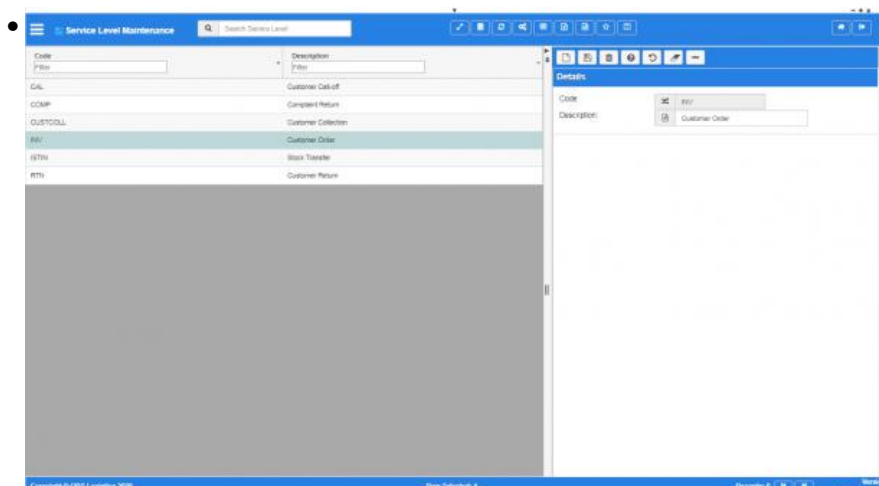 Service Level Maintenance
Search Service Level
Code
Description
Filter
Filter
CAL
Customer Call-off
COMP
Complaint Return
CUSTCOLL
Customer Collection
INV
Customer Order
ISTIN
Stock Transfer
RTN
Customer Return
Details
Code
INV
Description:
Customer Order